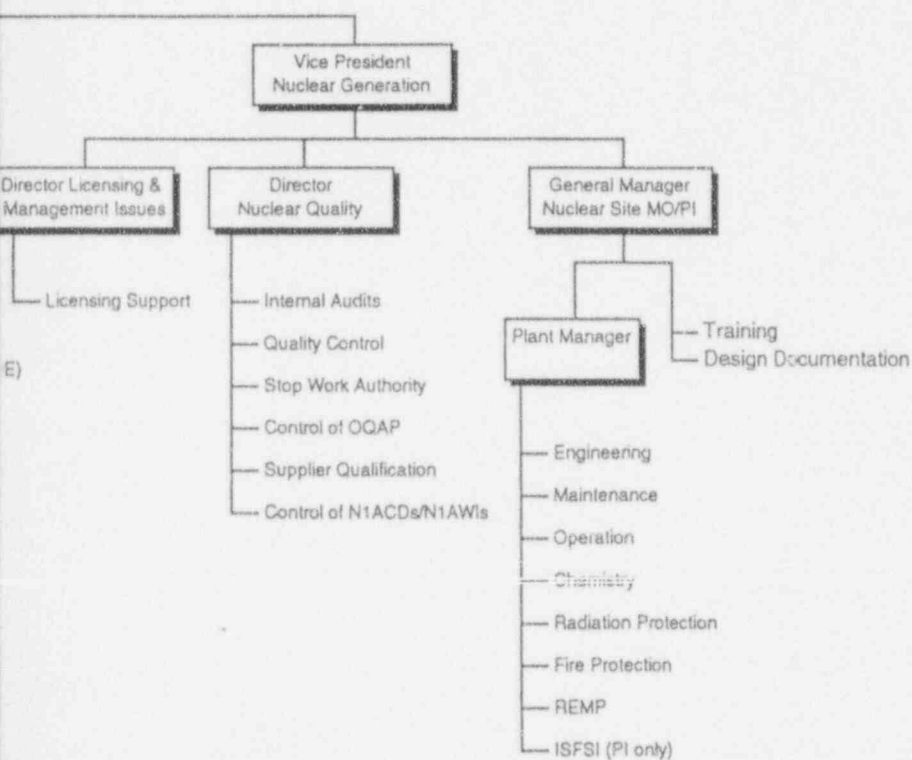 Vice President
Nuclear Generation
Director Licensing &
Management Issues
Director
Nuclear Quality
General Manager
Nuclear Site MO/PI
Licensing Support
E)
Internal Audits
Quality Control
Stop Work Authority
Control of OQAP
Supplier Qualification
Control of N1ACDs/N1AWIs
Plant Manager
Training
Design Documentation
Engineering
Maintenance
Operation
Chemistry
Radiation Protection
Fire Protection
REMP
ISFSI (PI only)